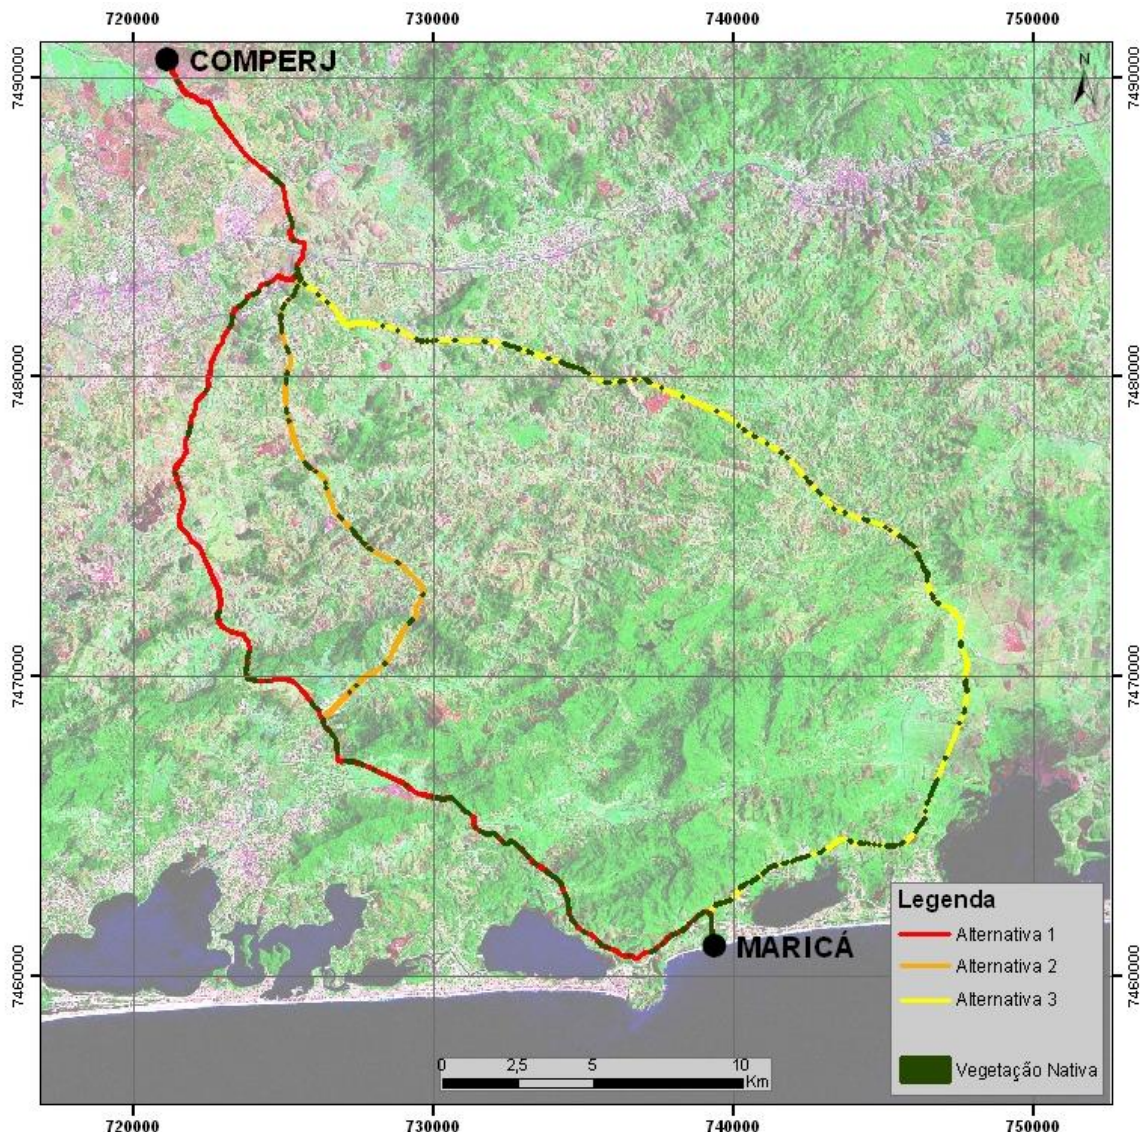 720000 730000 740000 750000
7490000 7490000
COMPERJ
N
7480000 7480000
7470000 7470000
MARICÁ
7460000 7460000
Legenda
Alternativa 1
Alternativa 2
Alternativa 3
Vegetação Nativa
0 2,5 5 10
Km
720000 730000 740000 750000